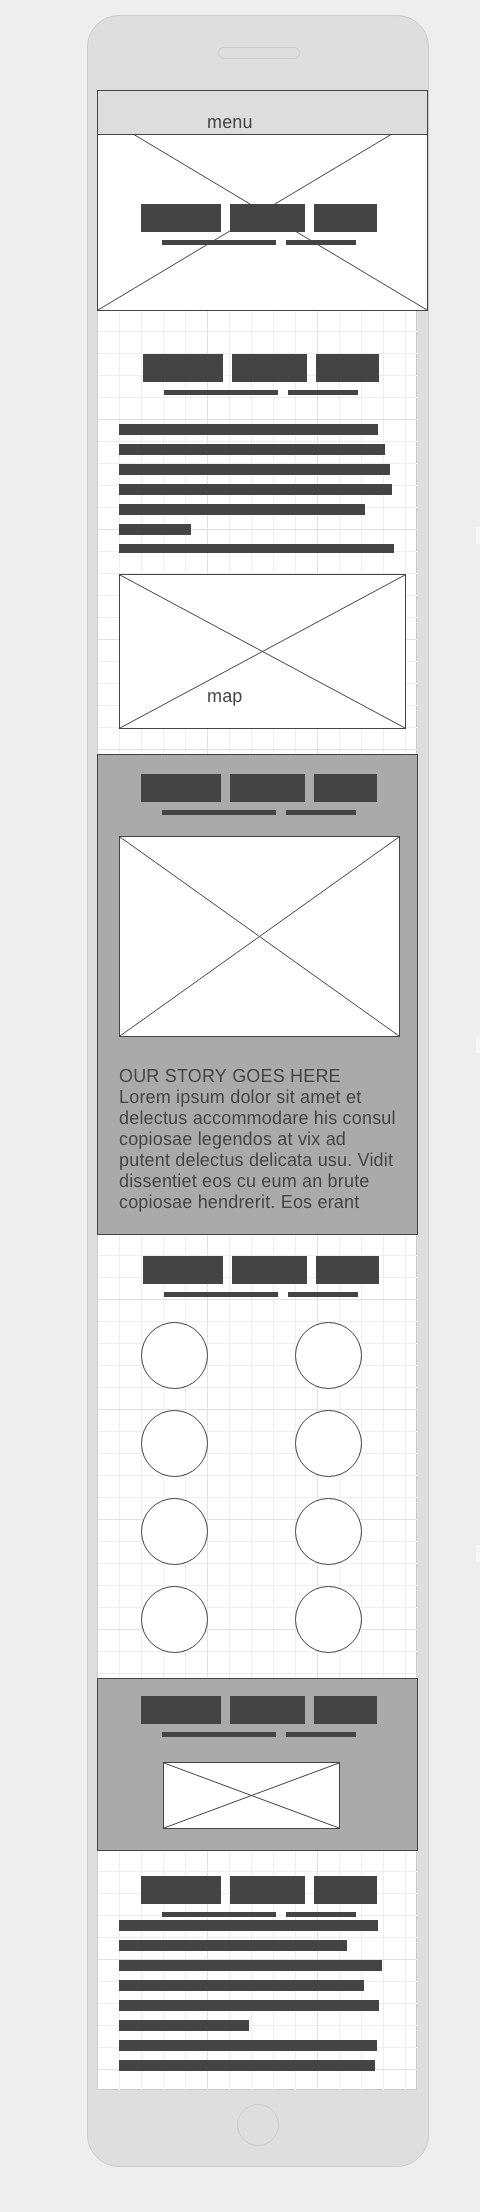 menu
map
OUR STORY GOES HERE
Lorem ipsum dolor sit amet et
delectus accommodare his consul
copiosae legendos at vix ad
putent delectus delicata usu. Vidit
dissentiet eos cu eum an brute
copiosae hendrerit. Eos erant